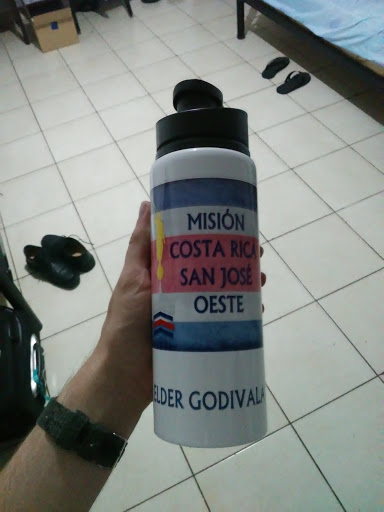 MISIÓN
COSTA RICA
SAN JOSÉ
OESTE
ELDER GODIVALA